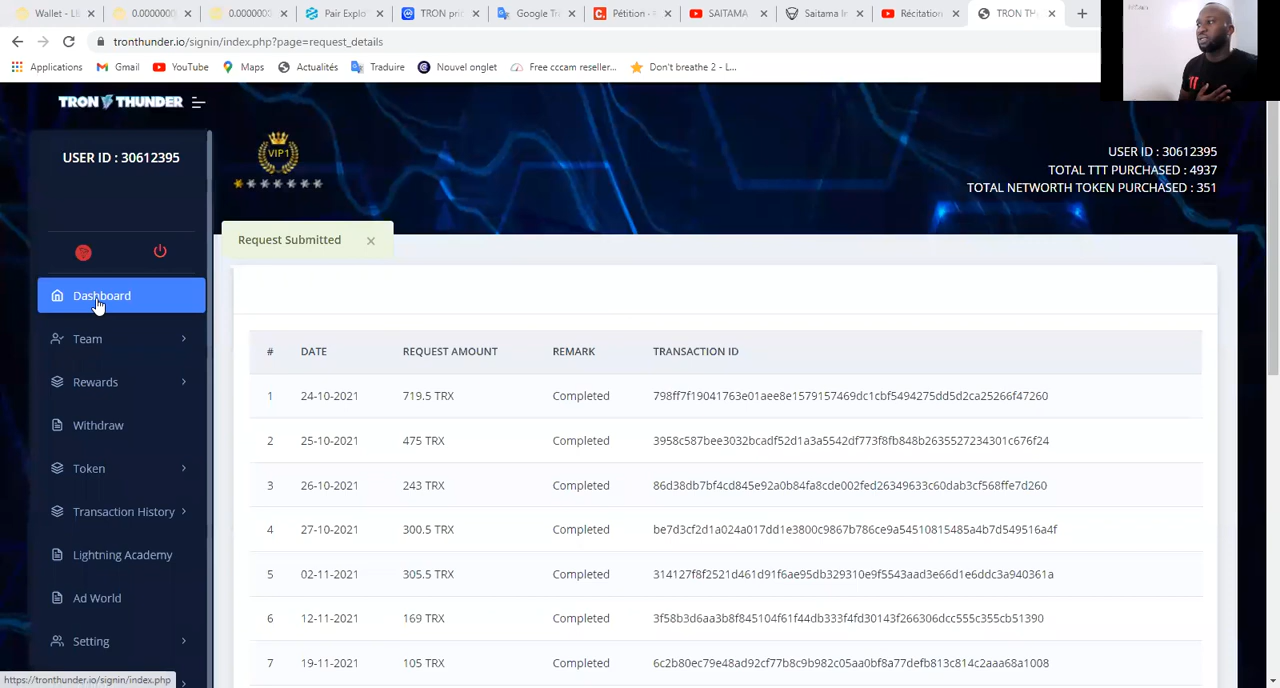 Wallet - L
0.0000000
0.0000000
Pair Explo
TRON pri
Google Tr
Pétition -
SAITAMA
Saitama In
Récitation
TRON TH
tronthunder.io/signin/index.php?page=request_details
Applications Gmail YouTube Maps Actualités Traduire Nouvel onglet Free cccam reseller... Don't breathe 2 - L...
TRON THUNDER
USER ID : 30612395
VIP1
USER ID : 30612395
TOTAL TTT PURCHASED : 4937
TOTAL NETWORTH TOKEN PURCHASED : 351
Request Submitted ×
Dashboard
Team
Rewards
Withdraw
Token
Transaction History
Lightning Academy
Ad World
Setting
# DATE REQUEST AMOUNT REMARK TRANSACTION ID
1 24-10-2021 719.5 TRX Completed 798ff7f19041763e01aee8e1579157469dc1cbf5494275dd5d2ca25266f47260
2 25-10-2021 475 TRX Completed 3958c587bee3032bcadf52d1a3a5542df773f8fb848b2635527234301c676f24
3 26-10-2021 243 TRX Completed 86d38db7bf4cd845e92a0b84fa8cde002fed26349633c60dab3cf568ffe7d260
4 27-10-2021 300.5 TRX Completed be7d3cf2d1a024a017dd1e3800c9867b786ce9a54510815485a4b7d549516a4f
5 02-11-2021 305.5 TRX Completed 314127f8f2521d461d91f6ae95db329310e9f5543aad3e66d1e6ddc3a940361a
6 12-11-2021 169 TRX Completed 3f58b3d6aa3b8f845104f61f44db333f4fd30143f266306dcc555c355cb51390
7 19-11-2021 105 TRX Completed 6c2b80ec79e48ad92cf77b8c9b982c05aa0bf8a77defb813c814c2aaa68a1008
https://tronthunder.io/signin/index.php